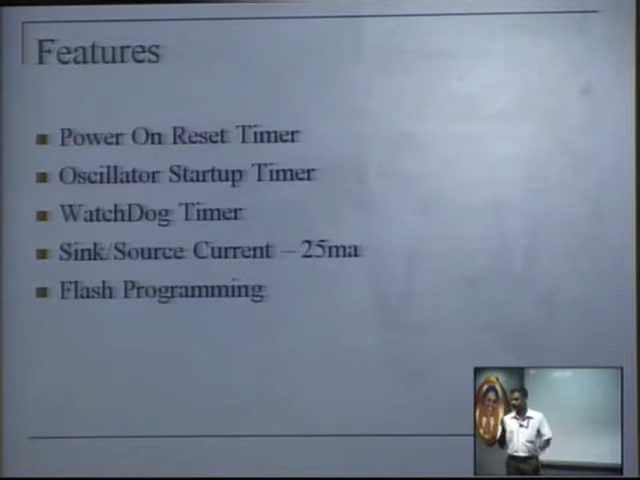 Features
Power On Reset Timer
Oscillator Startup Timer
WatchDog Timer
Sink/Source Current – 25ma
Flash Programming